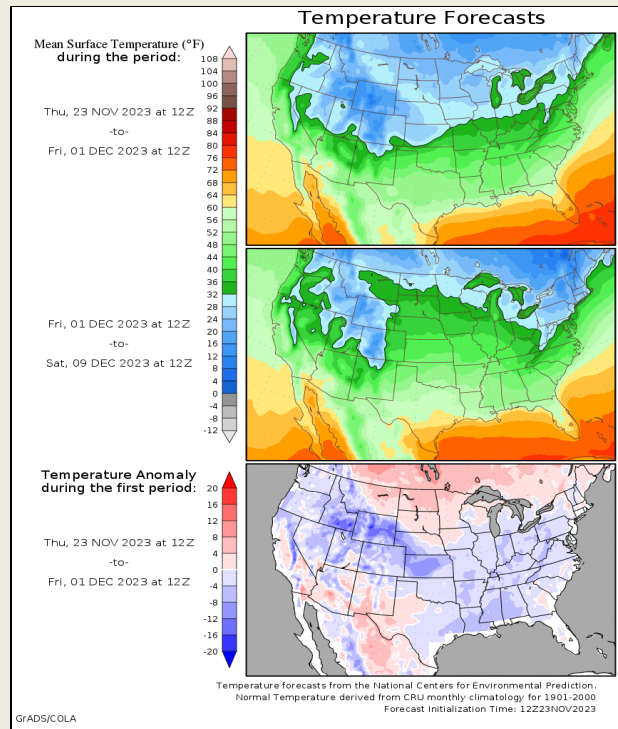 Temperature Forecasts
Mean Surface Temperature (°F)
during the period:
Thu, 23 NOV 2023 at 12Z
-to-
Fri, 01 DEC 2023 at 12Z
108
104
100
96
92
88
84
80
76
72
68
64
60
56
52
48
44
40
36
32
28
24
20
16
12
8
4
0
-4
-8
-12
Fri, 01 DEC 2023 at 12Z
-to-
Sat, 09 DEC 2023 at 12Z
Temperature Anomaly
during the first period:
Thu, 23 NOV 2023 at 12Z
-to-
Fri, 01 DEC 2023 at 12Z
20
16
12
8
4
0
-4
-8
-12
-16
-20
Temperature forecasts from the National Centers for Environmental Prediction.
Normal Temperature derived from CRU monthly climatology for 1901-2000
Forecast Initialization Time: 12Z23NOV2023
GrADS/COLA